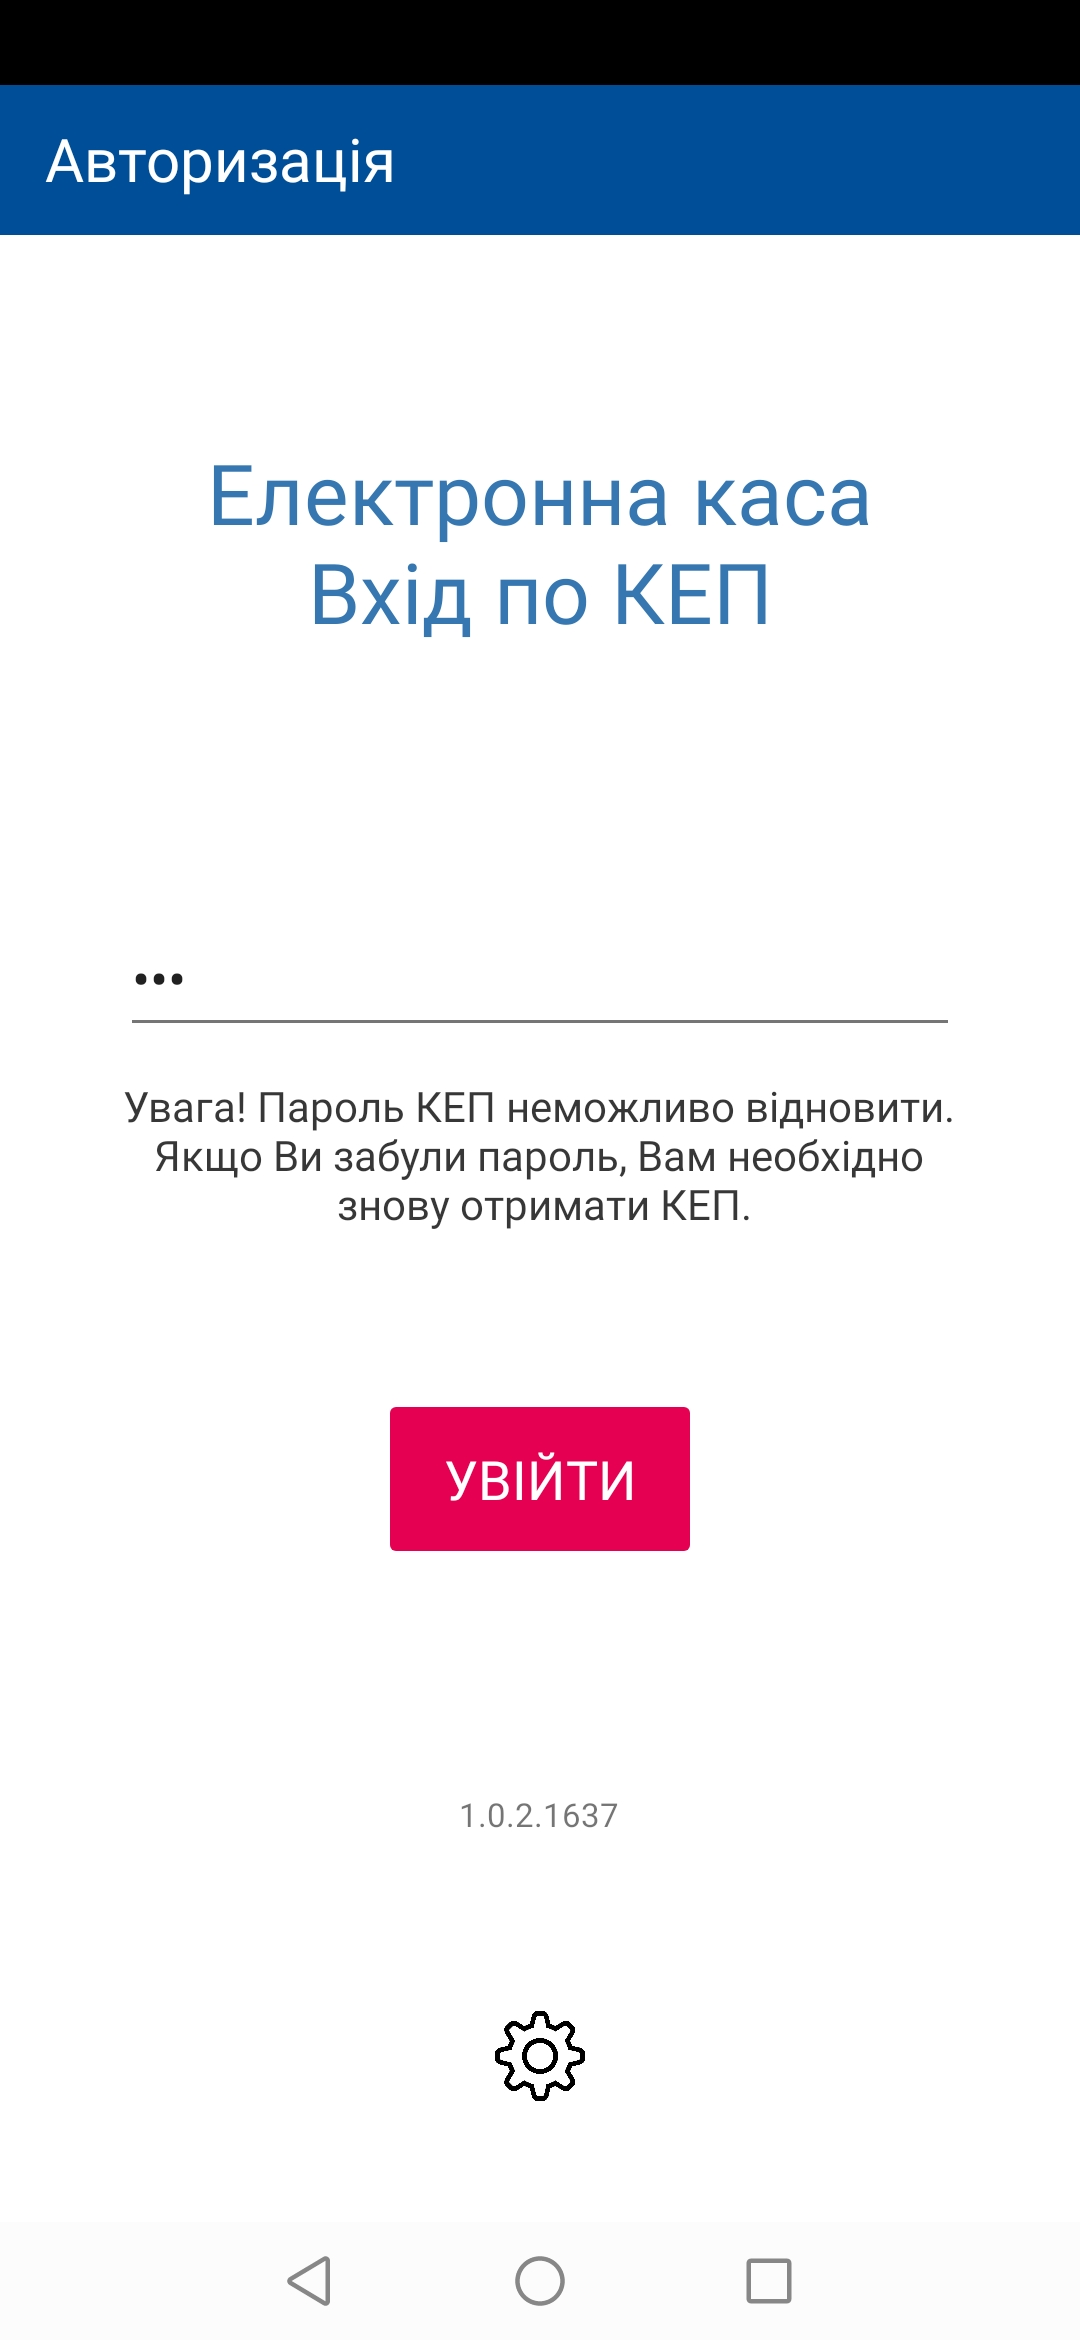 Авторизація
Електронна каса
Вхід по КЕП
•••
Увага! Пароль КЕП неможливо відновити.
Якщо Ви забули пароль, Вам необхідно
знову отримати КЕП.
УВІЙТИ
1.0.2.1637